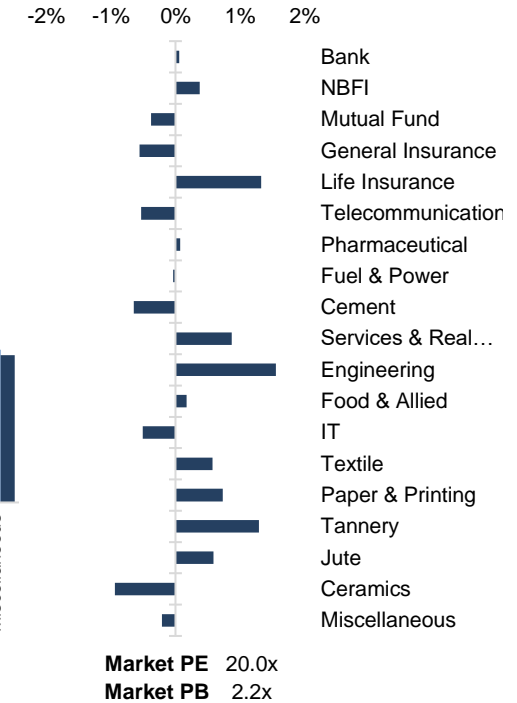 -2% -1% 0% 1% 2%
Bank
NBFI
Mutual Fund
General Insurance
Life Insurance
Telecommunication
Pharmaceutical
Fuel & Power
Cement
Services & Real…
Engineering
Food & Allied
IT
Textile
Paper & Printing
Tannery
Jute
Ceramics
Miscellaneous
Market PE 20.0x
Market PB 2.2x